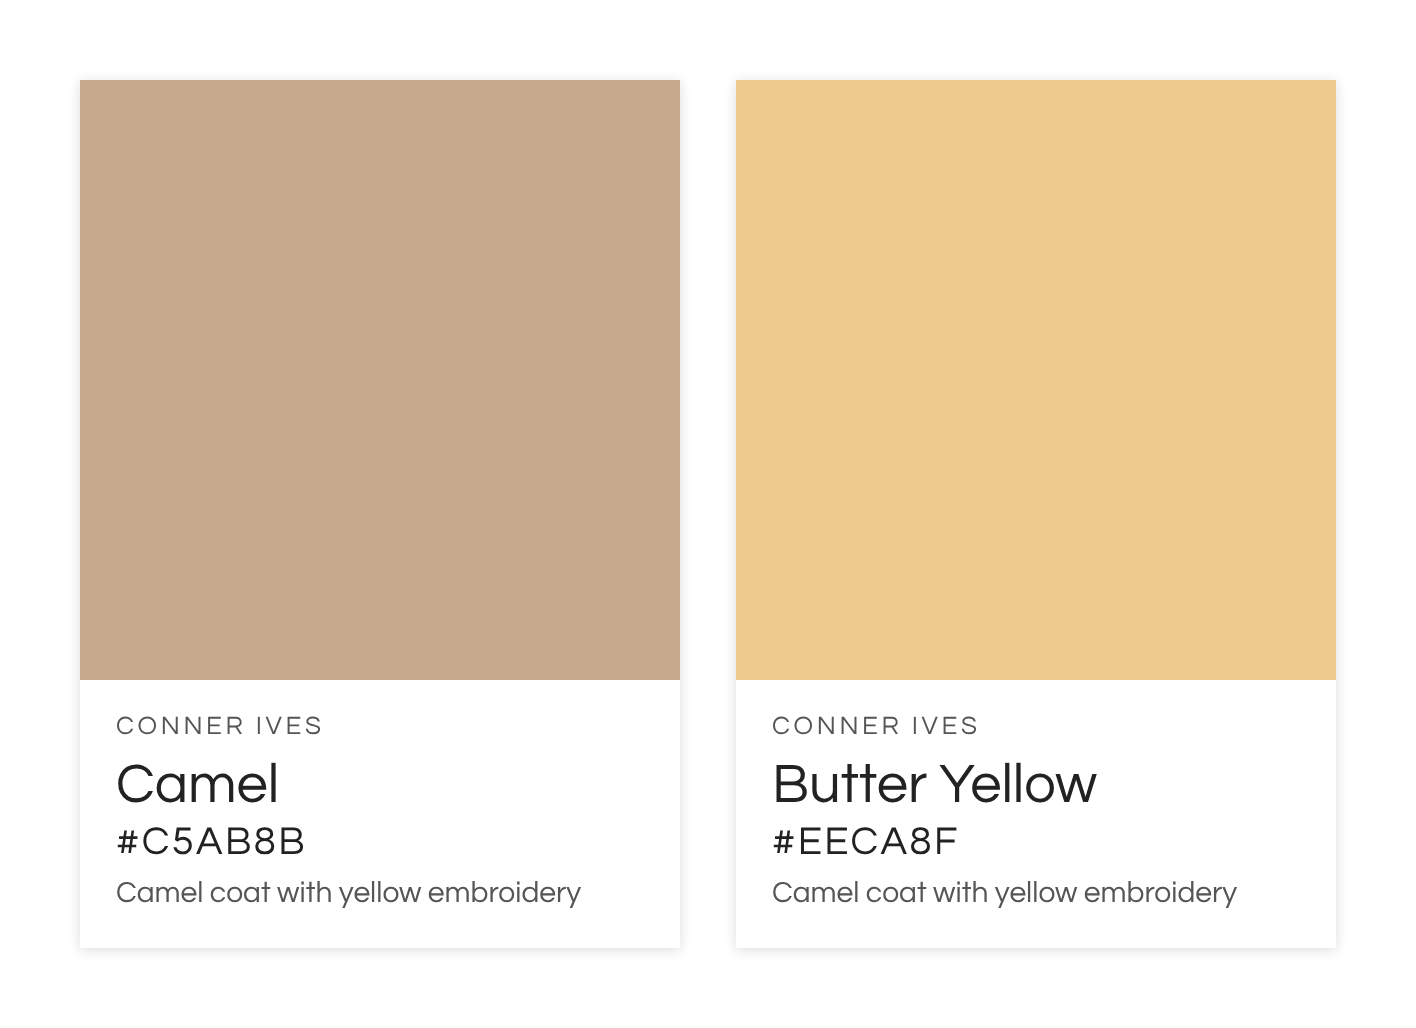 CONNER IVES
Camel
#C5AB8B
Camel coat with yellow embroidery
CONNER IVES
Butter Yellow
#EECA8F
Camel coat with yellow embroidery